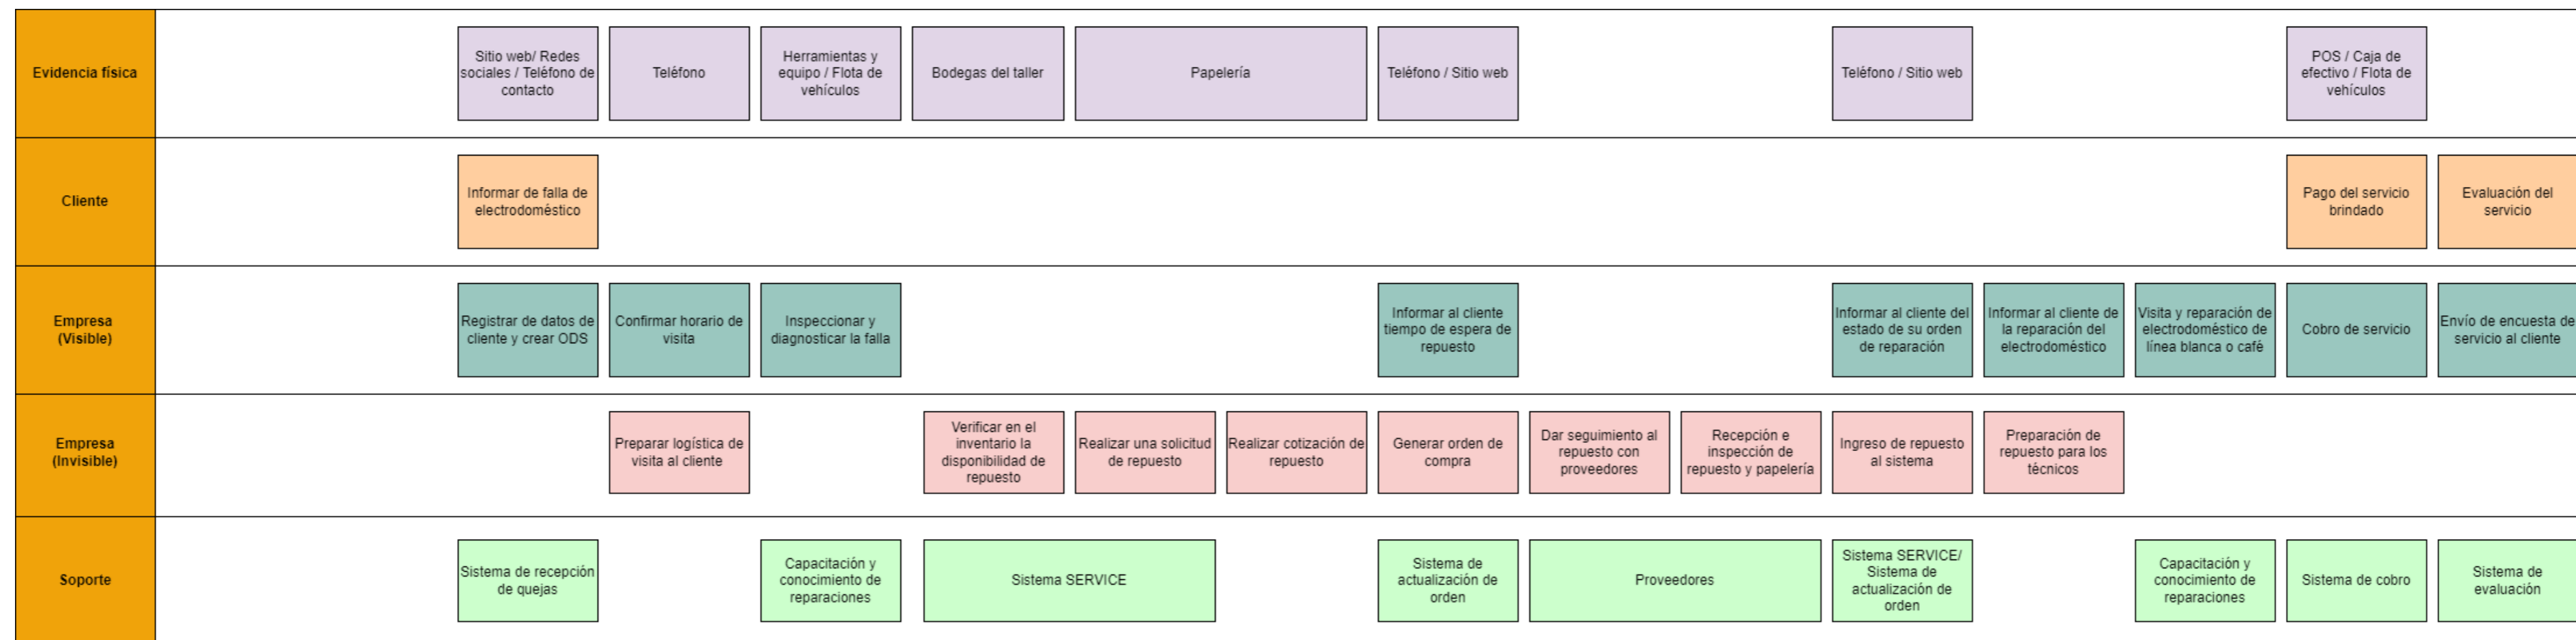 Evidencia física
Sitio web/ Redes
sociales / Teléfono de
contacto
Teléfono
Herramientas y
equipo / Flota de
vehículos
Bodegas del taller
Papelería
Teléfono / Sitio web
Teléfono / Sitio web
POS / Caja de
efectivo / Flota de
vehículos
Cliente
Informar de falla de
electrodoméstico
Pago del servicio
brindado
Evaluación del
servicio
Empresa
(Visible)
Registrar de datos de
cliente y crear ODS
Confirmar horario de
visita
Inspeccionar y
diagnosticar la falla
Informar al cliente
tiempo de espera de
repuesto
Informar al cliente del
estado de su orden
de reparación
Informar al cliente de
la reparación del
electrodoméstico
Visita y reparación de
electrodoméstico de
línea blanca o café
Cobro de servicio
Envío de encuesta de
servicio al cliente
Empresa
(Invisible)
Preparar logística de
visita al cliente
Verificar en el
inventario la
disponibilidad de
repuesto
Realizar una solicitud
de repuesto
Realizar cotización de
repuesto
Generar orden de
compra
Dar seguimiento al
repuesto con
proveedores
Recepción e
inspección de
repuesto y papelería
Ingreso de repuesto
al sistema
Preparación de
repuesto para los
técnicos
Soporte
Sistema de recepción
de quejas
Capacitación y
conocimiento de
reparaciones
Sistema SERVICE
Sistema de
actualización de
orden
Proveedores
Sistema SERVICE/
Sistema de
actualización de
orden
Capacitación y
conocimiento de
reparaciones
Sistema de cobro
Sistema de
evaluación